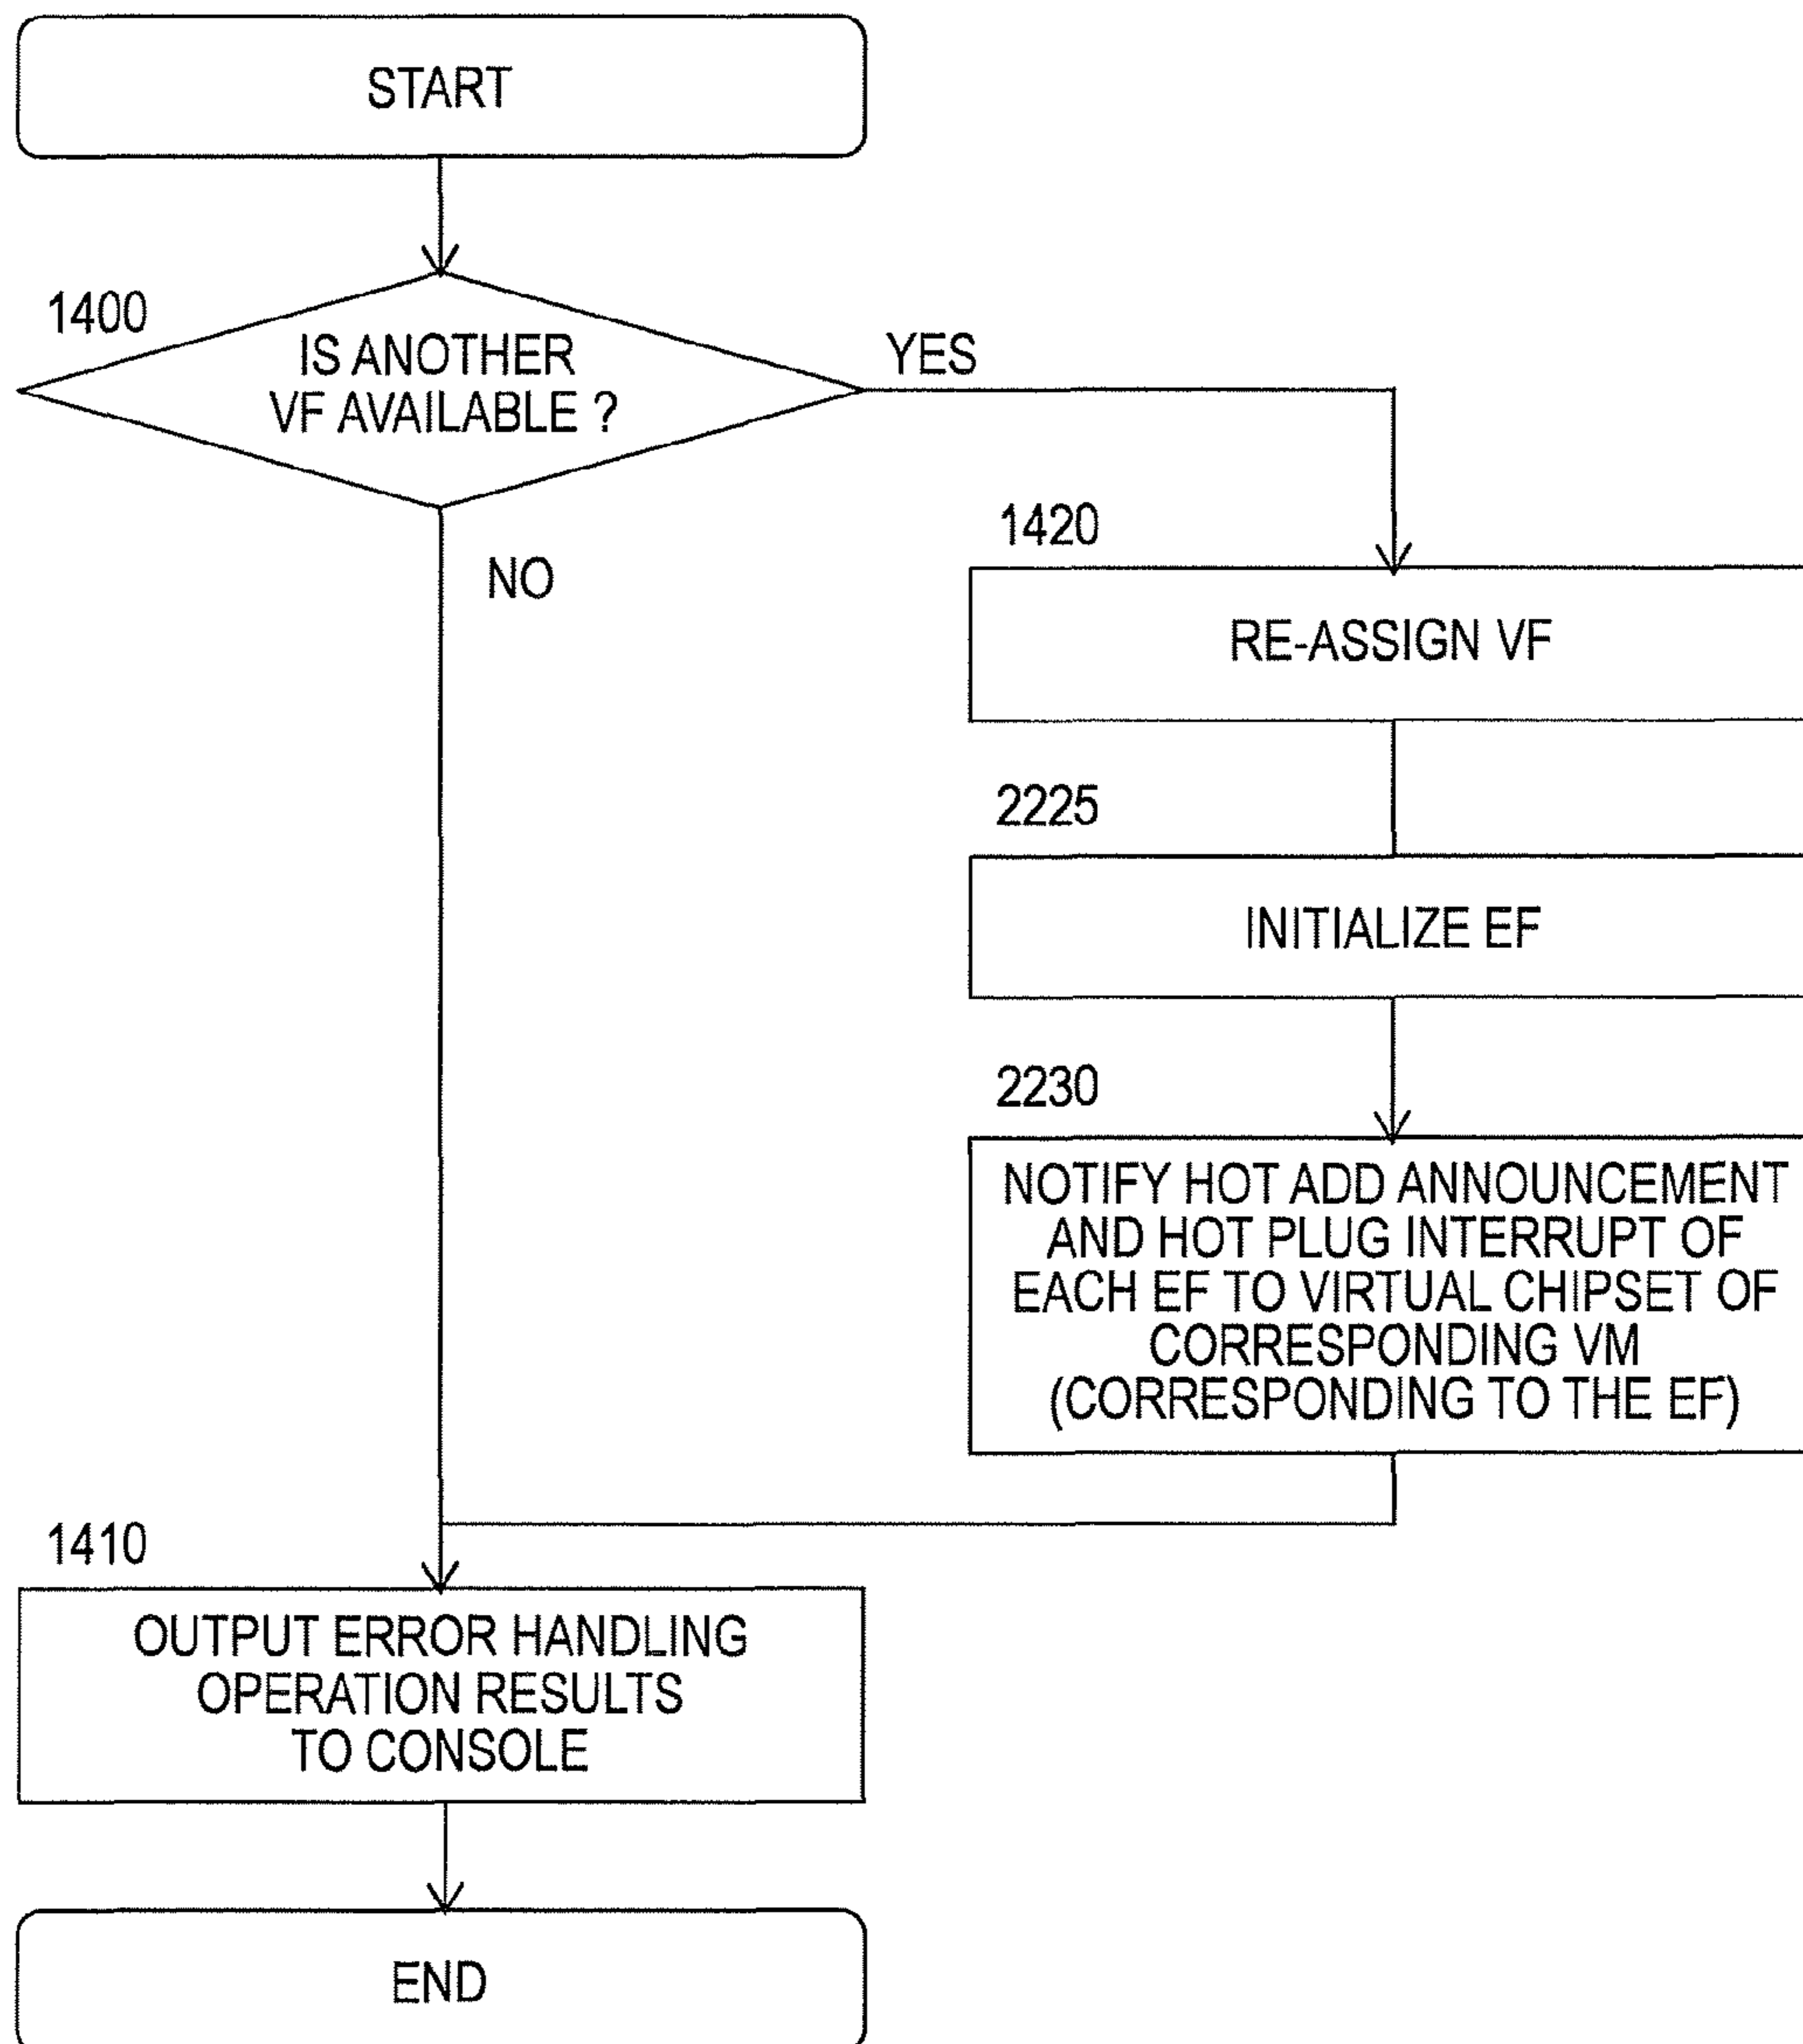 START
1400
IS ANOTHER
VF AVAILABLE ?
YES
NO
1420
RE-ASSIGN VF
2225
INITIALIZE EF
2230
NOTIFY HOT ADD ANNOUNCEMENT
AND HOT PLUG INTERRUPT OF
EACH EF TO VIRTUAL CHIPSET OF
CORRESPONDING VM
(CORRESPONDING TO THE EF)
1410
OUTPUT ERROR HANDLING
OPERATION RESULTS
TO CONSOLE
END